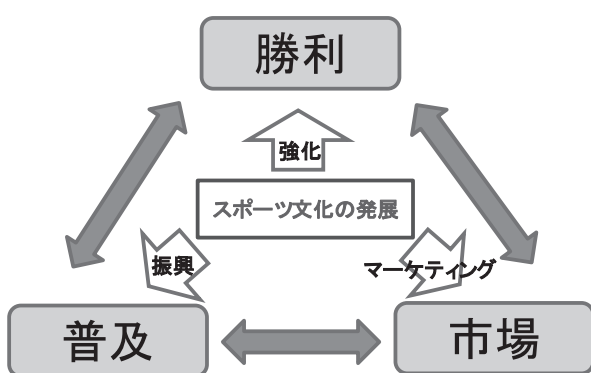 勝利
強化
スポーツ文化の発展
振興
マーケティング
普及
市場